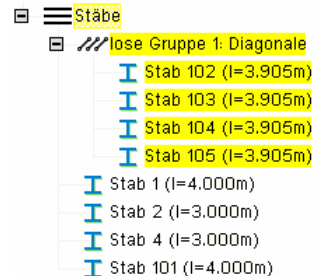 Stäbe
lose Gruppe 1: Diagonale
Stab 102 (l=3.905m)
Stab 103 (l=3.905m)
Stab 104 (l=3.905m)
Stab 105 (l=3.905m)
Stab 1 (l=4.000m)
Stab 2 (l=3.000m)
Stab 4 (l=3.000m)
Stab 101 (l=4.000m)